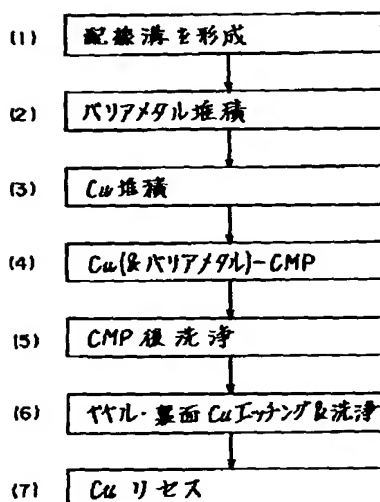 (1) 配線溝を形成
(2) バリアメタル堆積
(3) Cu堆積
(4) Cu(&バリアメタル)-CMP
(5) CMP後洗浄
(6) ベベル・裏面Cuエッチング&洗浄
(7) Cuリセス